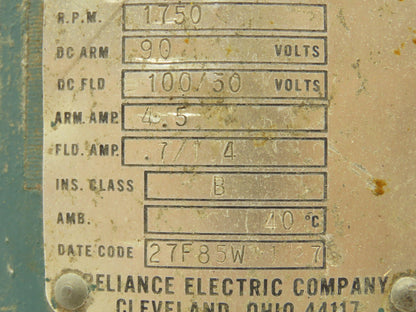 R.P.M. 1750
DC ARM 90 VOLTS
DC FLD 100/50 VOLTS
ARM. AMP. 4.5
FLD. AMP. .7/ 4
INS. CLASS B
AMB. 40 °C
DATE CODE 27F85W 7
RELIANCE ELECTRIC COMPANY
CLEVELAND, OHIO 44117